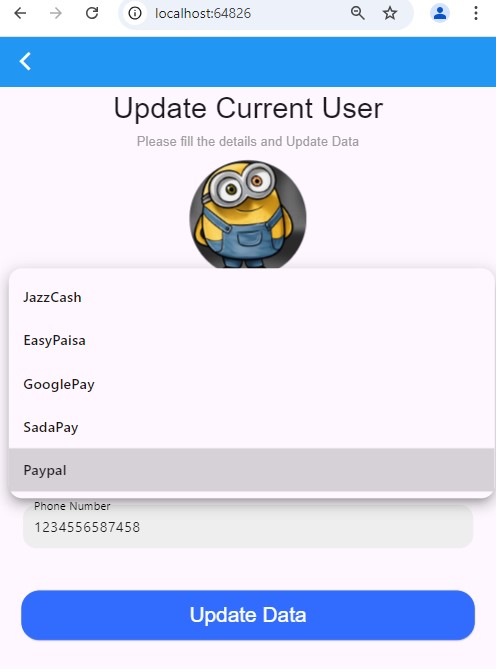 localhost:64826
Update Current User
Please fill the details and Update Data
JazzCash
EasyPaisa
GooglePay
SadaPay
Paypal
Phone Number
1234556587458
Update Data